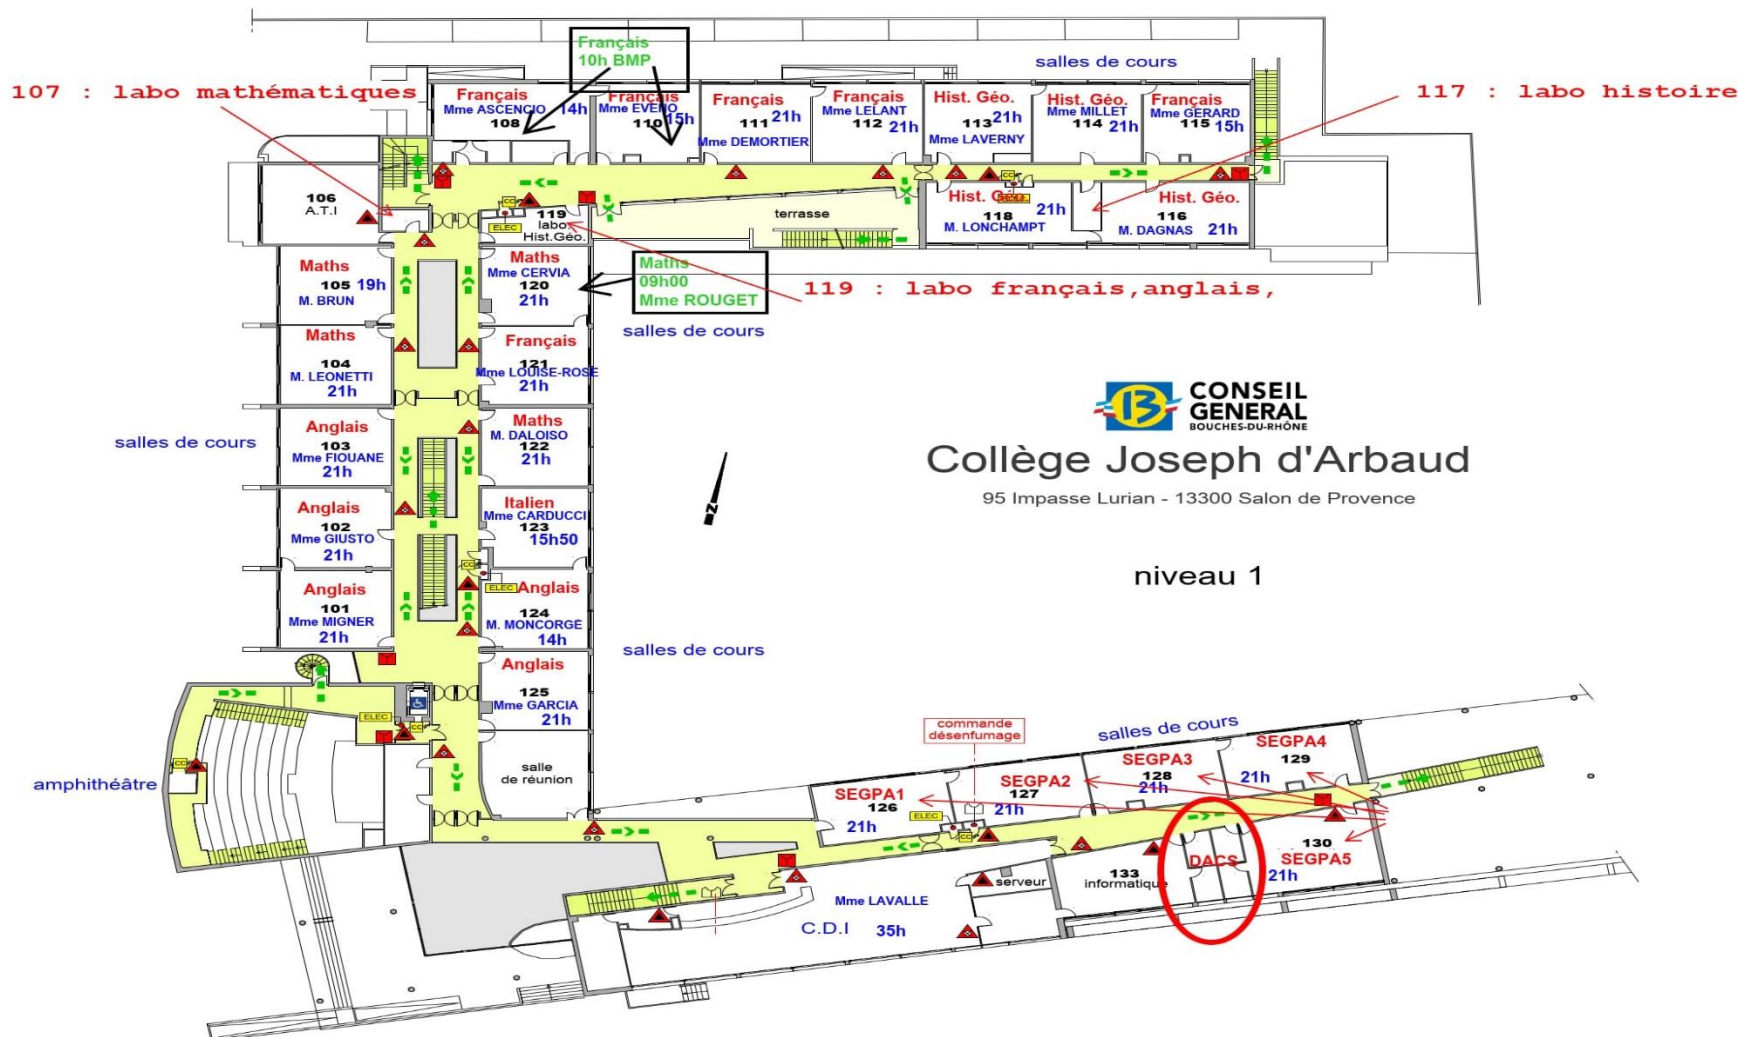 Français
10h BMP
salles de cours
107 : labo mathématiques
117 : labo histoire
Français
Mme ASCENCIO 14h
108
Français
Mme EVENO
15h
110
Français
21h
111
Mme DEMORTIER
Français
Mme LELANT
112 21h
Hist. Géo.
21h
113
Mme LAVERNY
Hist. Géo.
Mme MILLET
114 21h
Français
Mme GERARD
115 15h
106
A.T.I
CC
ELEC
119
labo
Hist.Géo.
terrasse
CC
ELEC
Hist. Géo.
118 21h
M. LONCHAMPT
Hist. Géo.
116
M. DAGNAS 21h
Maths
105 19h
M. BRUN
Maths
Mme CERVIA
120
21h
Maths
09h00
Mme ROUGET
119 : labo français,anglais,
salles de cours
Maths
104
M. LEONETTI
21h
Français
121
Mme LOUISE-ROSE
21h
13
CONSEIL
GENERAL
BOUCHES-DU-RHÔNE
Collège Joseph d'Arbaud
95 Impasse Lurian - 13300 Salon de Provence
niveau 1
N
salles de cours
Anglais
103
Mme FIOUANE
21h
Maths
M. DALOISO
122
21h
Anglais
102
Mme GIUSTO
21h
Italien
Mme CARDUCCI
123
15h50
CC
ELEC
Anglais
101
Mme MIGNER
21h
Anglais
124
M. MONCORGE
14h
salles de cours
Anglais
125
Mme GARCIA
21h
ELEC
CC
CC
amphithéâtre
salle
de réunion
commande
désenfumage
salles de cours
SEGPA1
126
21h
ELEC
CC
SEGPA2
127
21h
SEGPA3
128
21h
SEGPA4
129
21h
130
SEGPA5
21h
DACS
133
informatique
serveur
Mme LAVALLE
C.D.I 35h